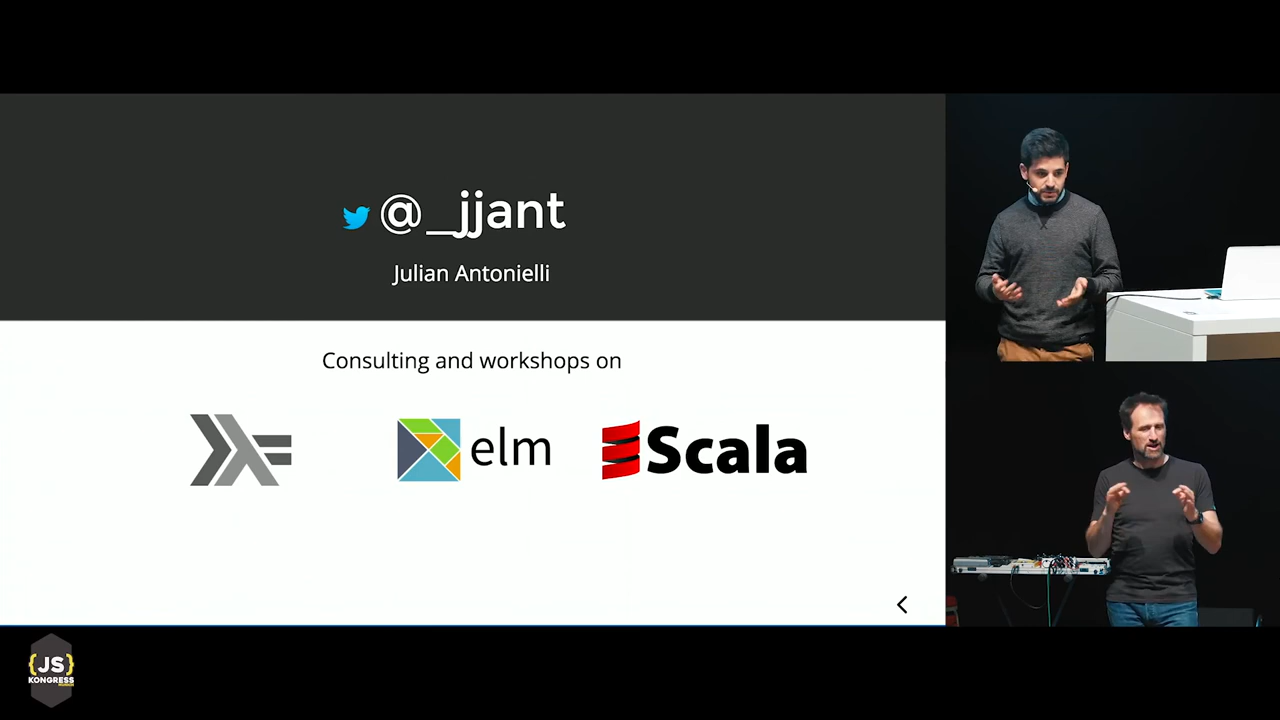 @_jjant
Julian Antonielli
Consulting and workshops on
elm
Scala
{JS}
KONGRESS